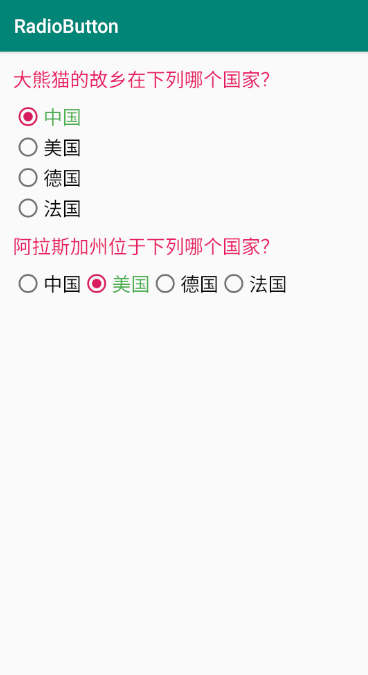 RadioButton
大熊猫的故乡在下列哪个国家？
中国
美国
德国
法国
阿拉斯加州位于下列哪个国家？
中国 美国 德国 法国